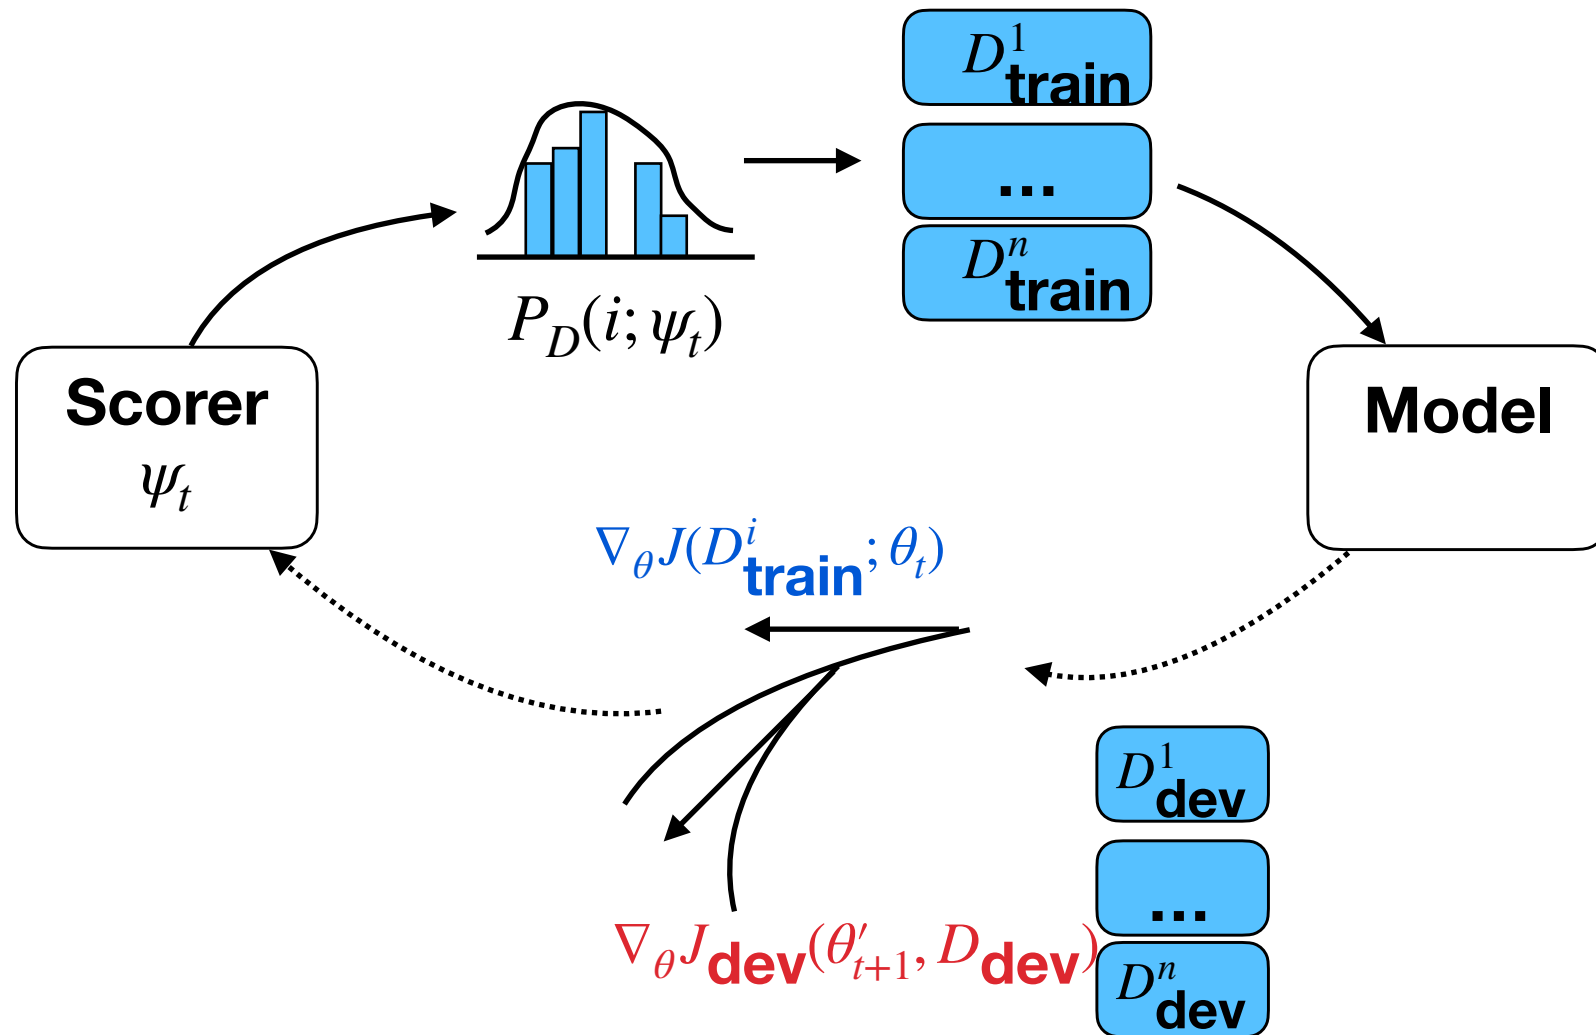 D^1_train
...
D^n_train
P_D(i; ψ_t)
Scorer
ψ_t
Model
∇_θ J(D^i_train; θ_t)
D^1_dev
...
D^n_dev
∇_θ J_dev(θ'_{t+1}, D_dev)